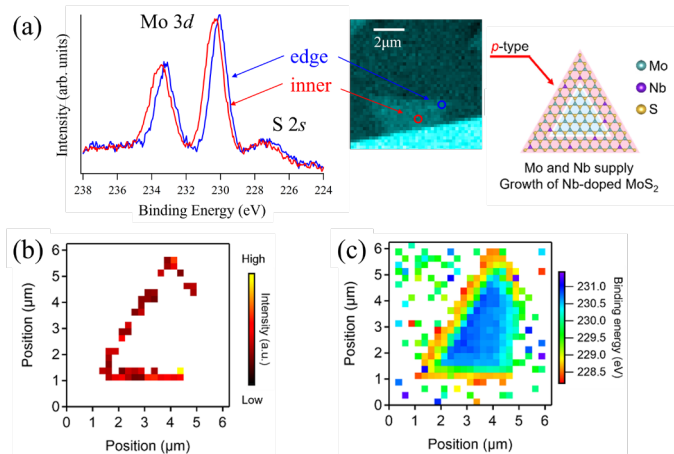 (a)
Mo 3d
edge
inner
S 2s
Intensity (arb. units)
238 236 234 232 230 228 226 224
Binding Energy (eV)
2μm
p-type
Mo
Nb
S
Mo and Nb supply
Growth of Nb-doped MoS2
(b)
Position (μm)
6
5
4
3
2
1
0
0 1 2 3 4 5 6
Position (μm)
High
Intensity (a.u.)
Low
(c)
Position (μm)
6
5
4
3
2
1
0
0 1 2 3 4 5 6
Position (μm)
231.0
230.5
230.0
229.5
229.0
228.5
Binding energy (eV)